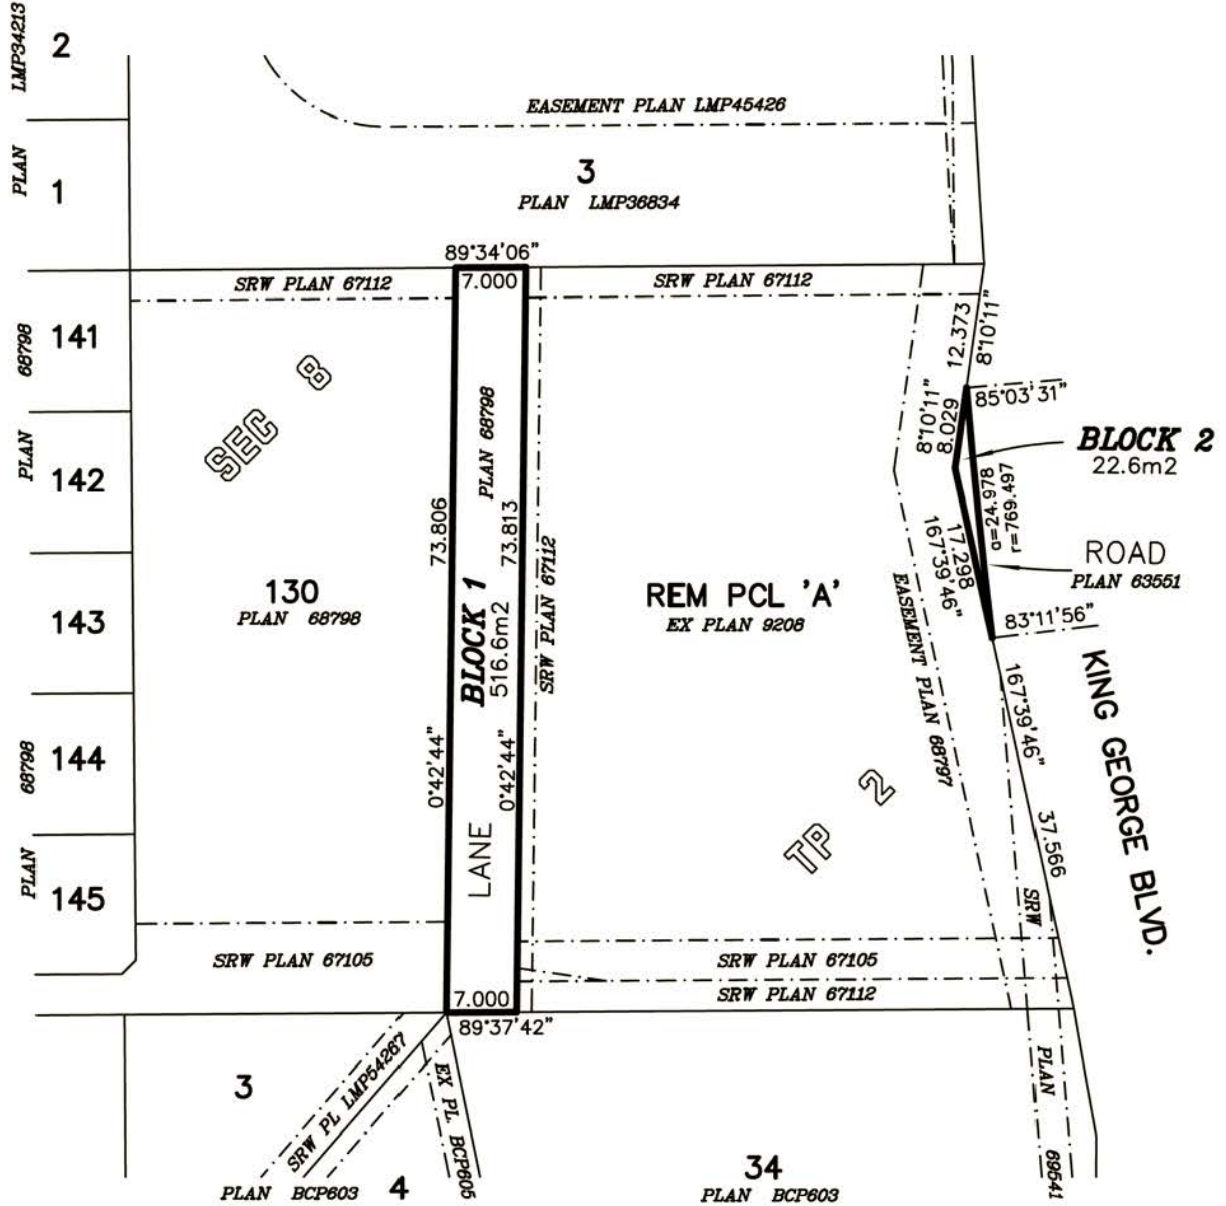 LMP34213
2
PLAN
1
EASEMENT PLAN LMP45426
3
PLAN LMP36834
89°34'06"
7.000
SRW PLAN 67112
SRW PLAN 67112
68798
141
PLAN
142
143
68798
144
PLAN
145
SEC 8
130
PLAN 68798
73.806
0°42'44"
PLAN 68798
BLOCK 1
516.6m2
73.813
0°42'44"
LANE
SRW PLAN 67112
REM PCL 'A'
EX PLAN 9208
TP 2
12.373
8°10'11"
8°10'11"
8.029
85°03'31"
BLOCK 2
22.6m2
a=24.978
r=769.497
17.298
167°39'46"
ROAD
PLAN 63551
83°11'56"
EASEMENT PLAN 68797
167°39'46"
37.566
KING GEORGE BLVD.
SRW
PLAN
69541
SRW PLAN 67105
SRW PLAN 67105
SRW PLAN 67112
7.000
89°37'42"
3
SRW PL LMP54267
EX PL. BCP605
PLAN BCP603
4
34
PLAN BCP603